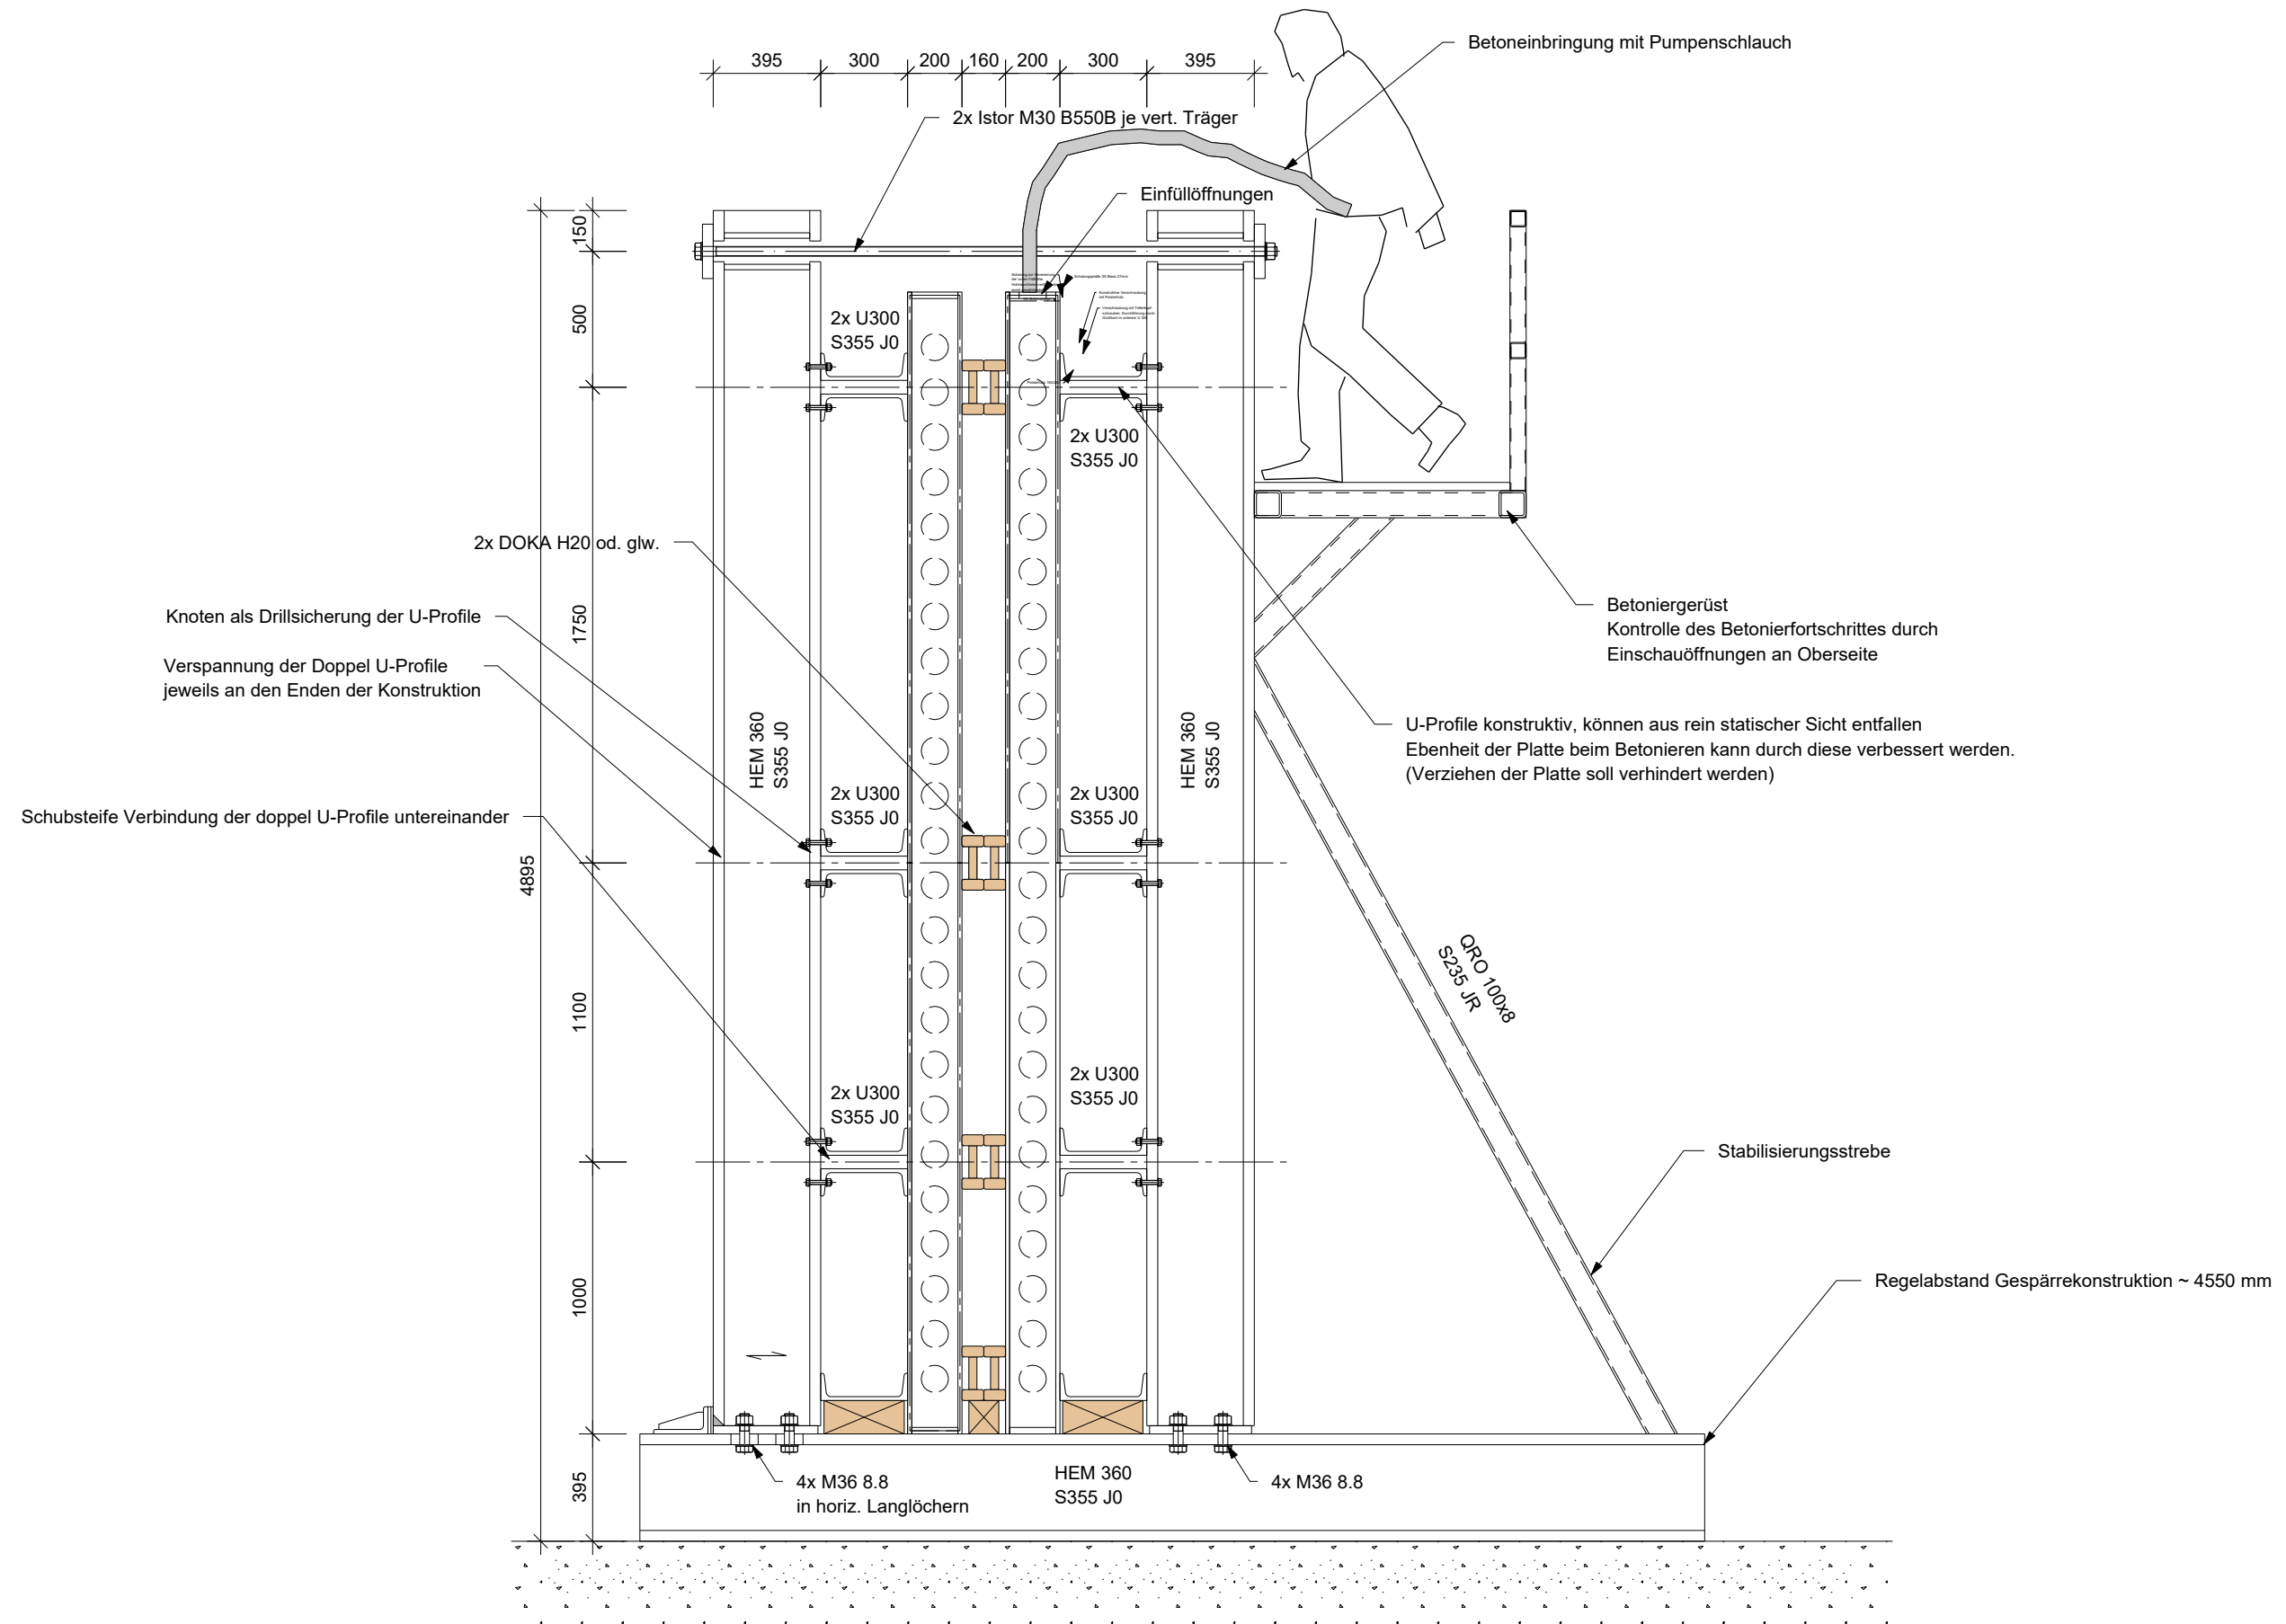 Betoneinbringung mit Pumpenschlauch
395
300
200
160
200
300
395
2x Istor M30 B550B je vert. Träger
Einfüllöffnungen
150
500
1750
1100
1000
395
4895
2x U300
S355 J0
2x U300
S355 J0
2x DOKA H20 od. glw.
Knoten als Drillsicherung der U-Profile
Verspannung der Doppel U-Profile
jeweils an den Enden der Konstruktion
Schubsteife Verbindung der doppel U-Profile untereinander
Betoniergerüst
Kontrolle des Betonierfortschrittes durch
Einschauöffnungen an Oberseite
U-Profile konstruktiv, können aus rein statischer Sicht entfallen
Ebenheit der Platte beim Betonieren kann durch diese verbessert werden.
(Verziehen der Platte soll verhindert werden)
HEM 360
S355 J0
HEM 360
S355 J0
2x U300
S355 J0
2x U300
S355 J0
QRO 100x8
S235 JR
2x U300
S355 J0
2x U300
S355 J0
Stabilisierungsstrebe
Regelabstand Gespärrekonstruktion ~ 4550 mm
4x M36 8.8
in horiz. Langlöchern
HEM 360
S355 J0
4x M36 8.8